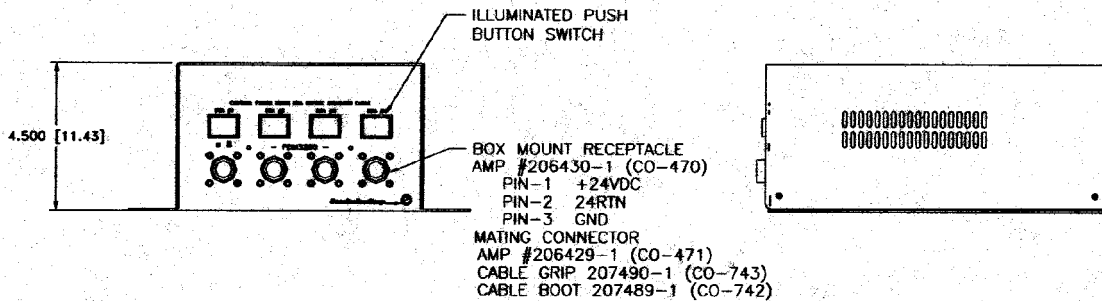 ILLUMINATED PUSH
BUTTON SWITCH
4.500 [11.43]
BOX MOUNT RECEPTACLE
AMP #206430-1 (CO-470)
PIN-1 +24VDC
PIN-2 24RTN
PIN-3 GND
MATING CONNECTOR
AMP #206429-1 (CO-471)
CABLE GRIP 207490-1 (CO-743)
CABLE BOOT 207489-1 (CO-742)